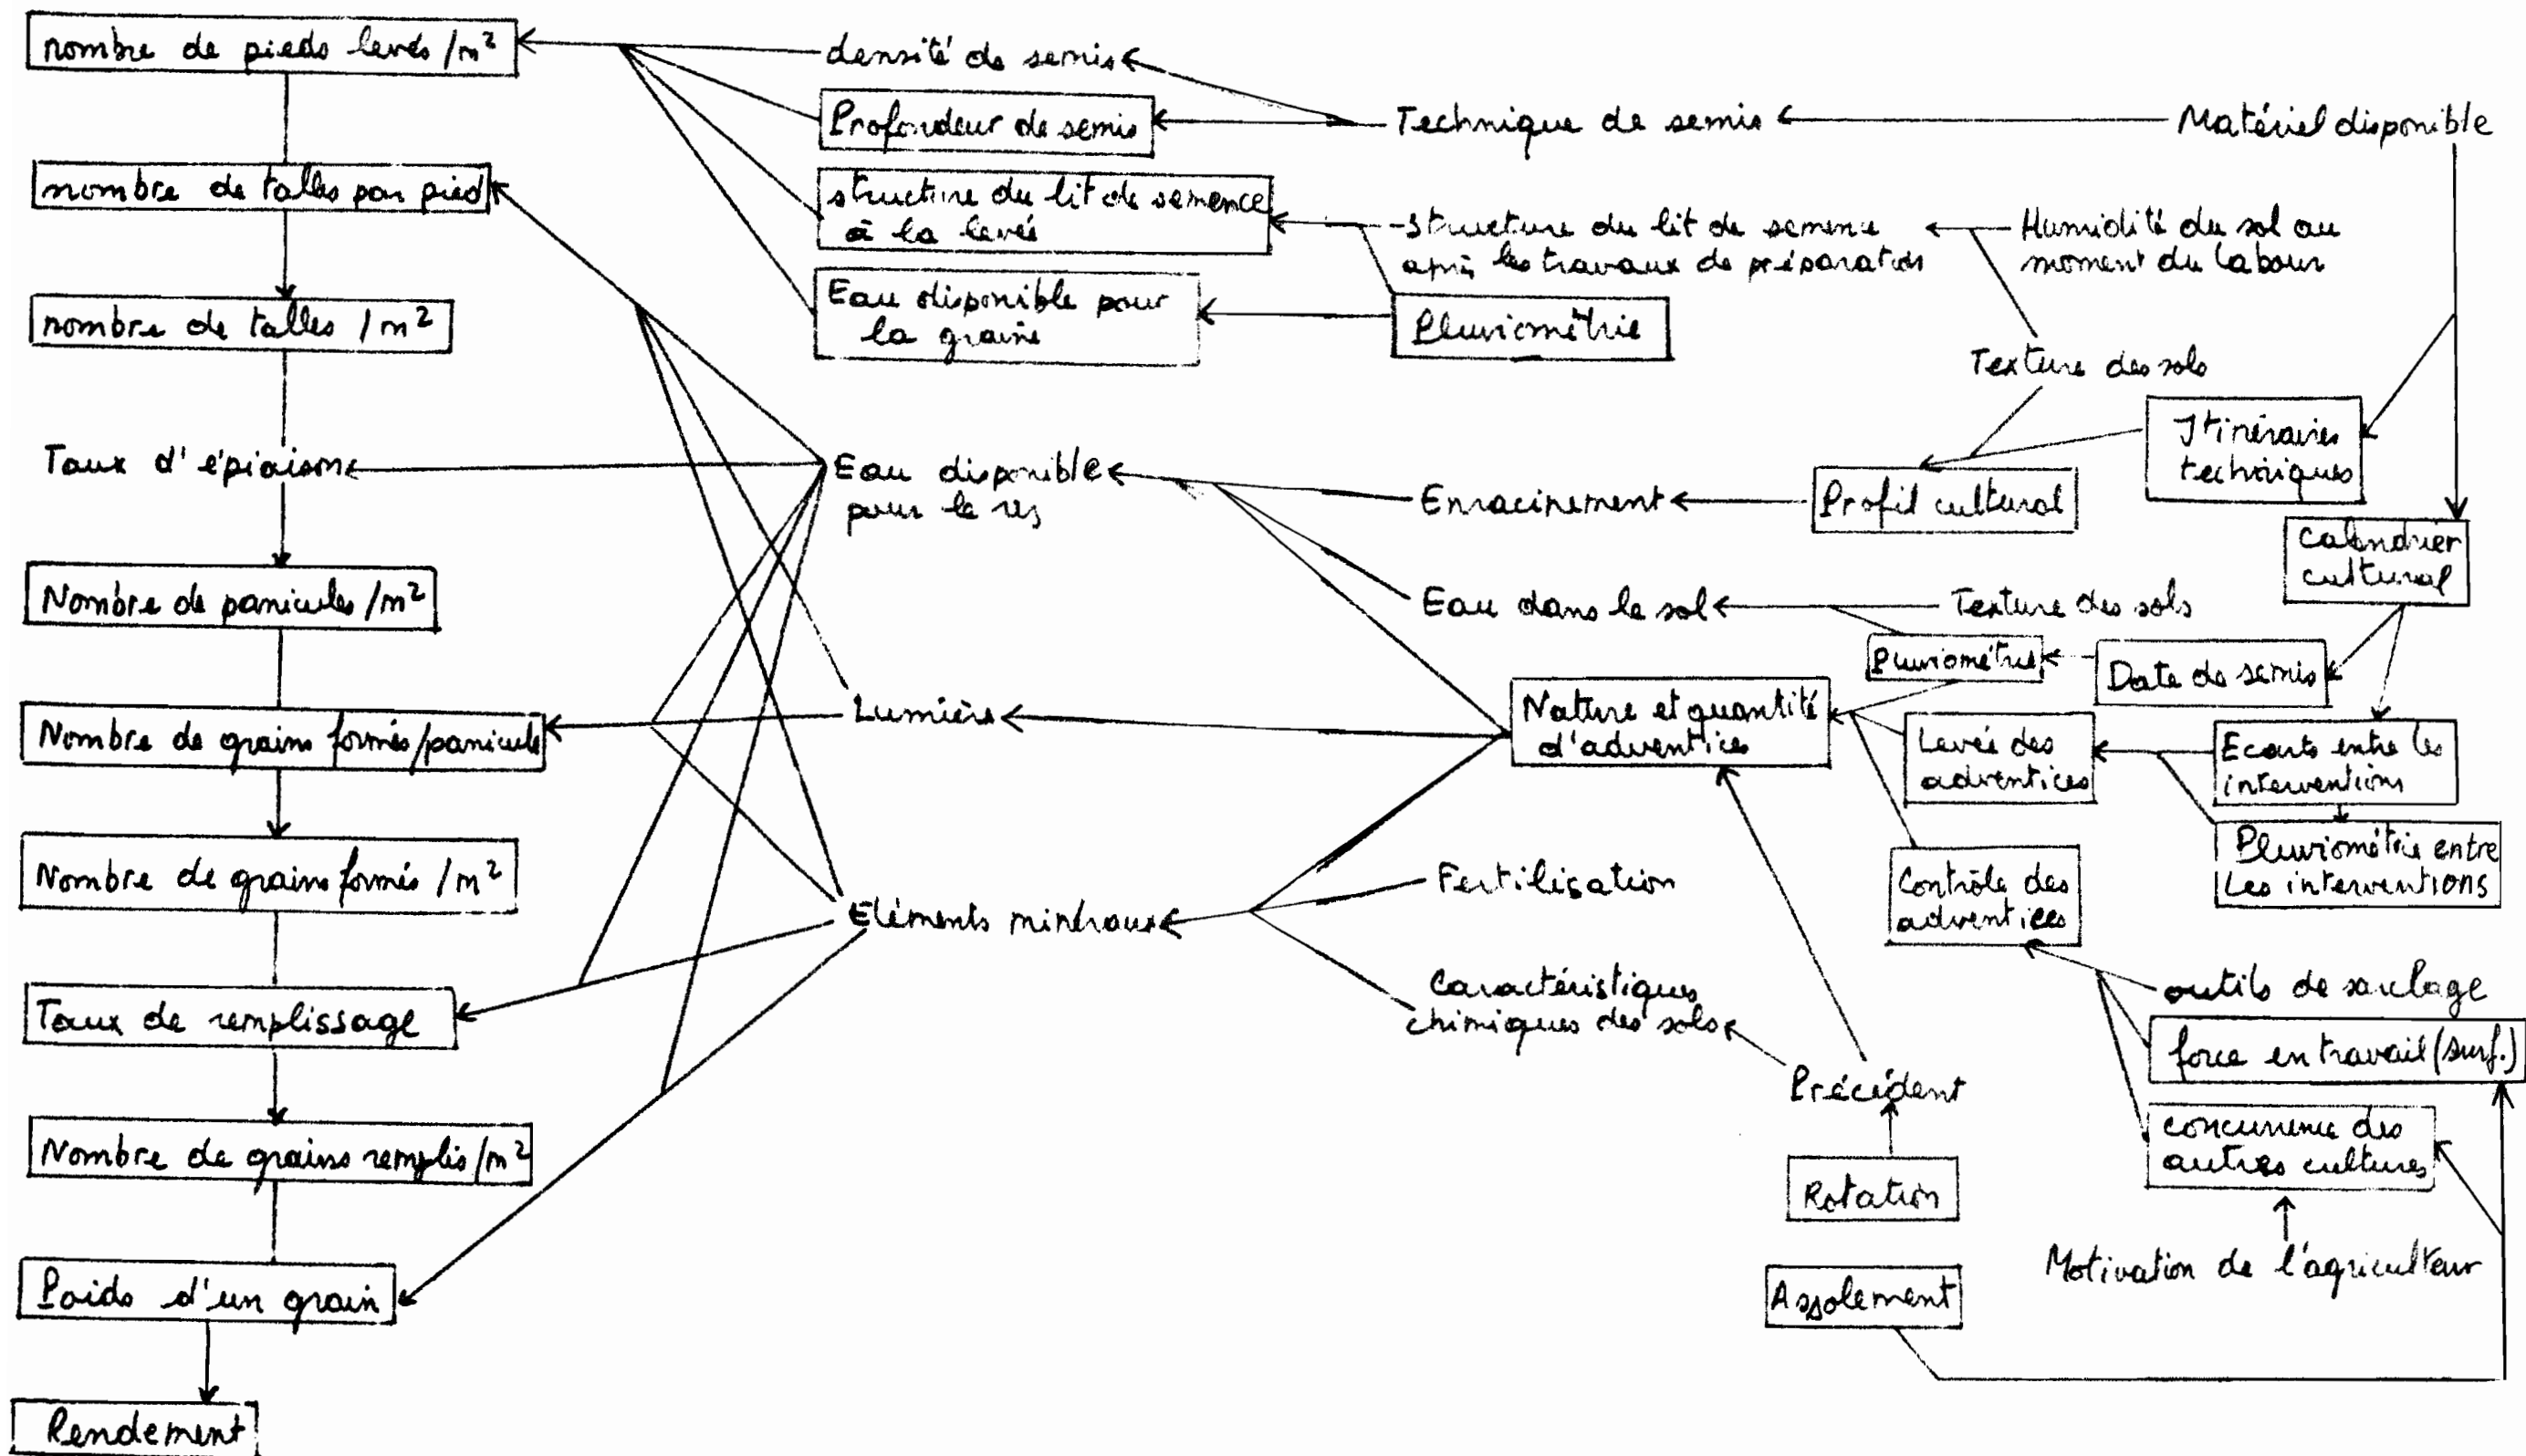 nombre de pieds levés /m²
densité de semis
Profondeur de semis
Technique de semis
Matériel disponible
nombre de talles par pied
structure du lit de semence
à la levée
structure du lit de semence
après les travaux de préparation
Humidité du sol au
moment du labour
nombre de talles /m²
Eau disponible pour
la graine
Pluviométrie
Texture des sols
Itinéraires
techniques
Taux d'épiaison
Eau disponible
pour le riz
Enracinement
Profil cultural
Calendrier
cultural
Nombre de panicules /m²
Eau dans le sol
Texture des sols
Pluviométrie
Date de semis
Nombre de grains formés/panicule
Lumière
Nature et quantité
d'adventices
Levée des
adventices
Ecarts entre les
interventions
Pluviométrie entre
les interventions
Nombre de grains formés /m²
Eléments minéraux
Fertilisation
Contrôle des
adventices
Caractéristiques
chimiques des sols
outils de sarclage
force en travail (surf.)
Taux de remplissage
Précédent
concurrence des
autres cultures
Nombre de grains remplis /m²
Rotation
Motivation de l'agriculteur
Poids d'un grain
Assolement
Rendement